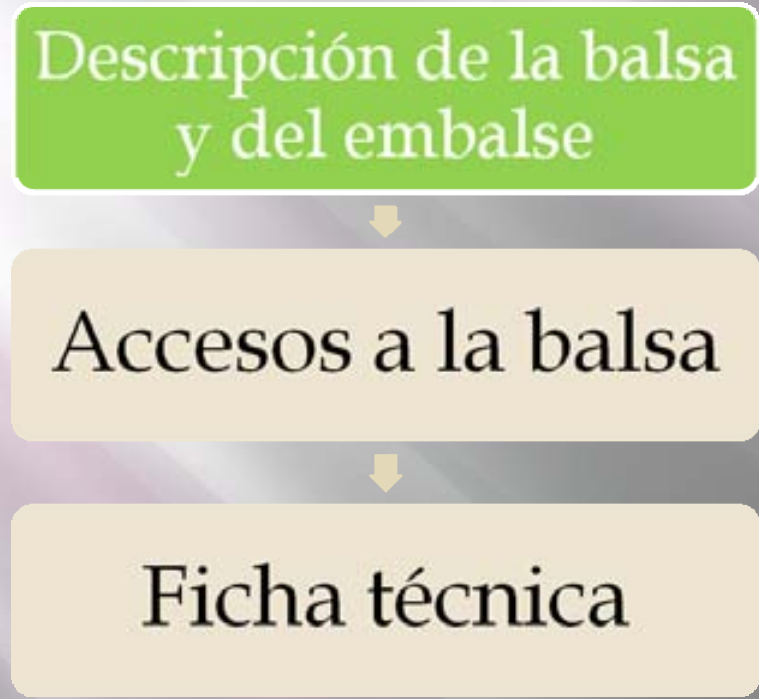 Descripción de la balsa
y del embalse
Accesos a la balsa
Ficha técnica